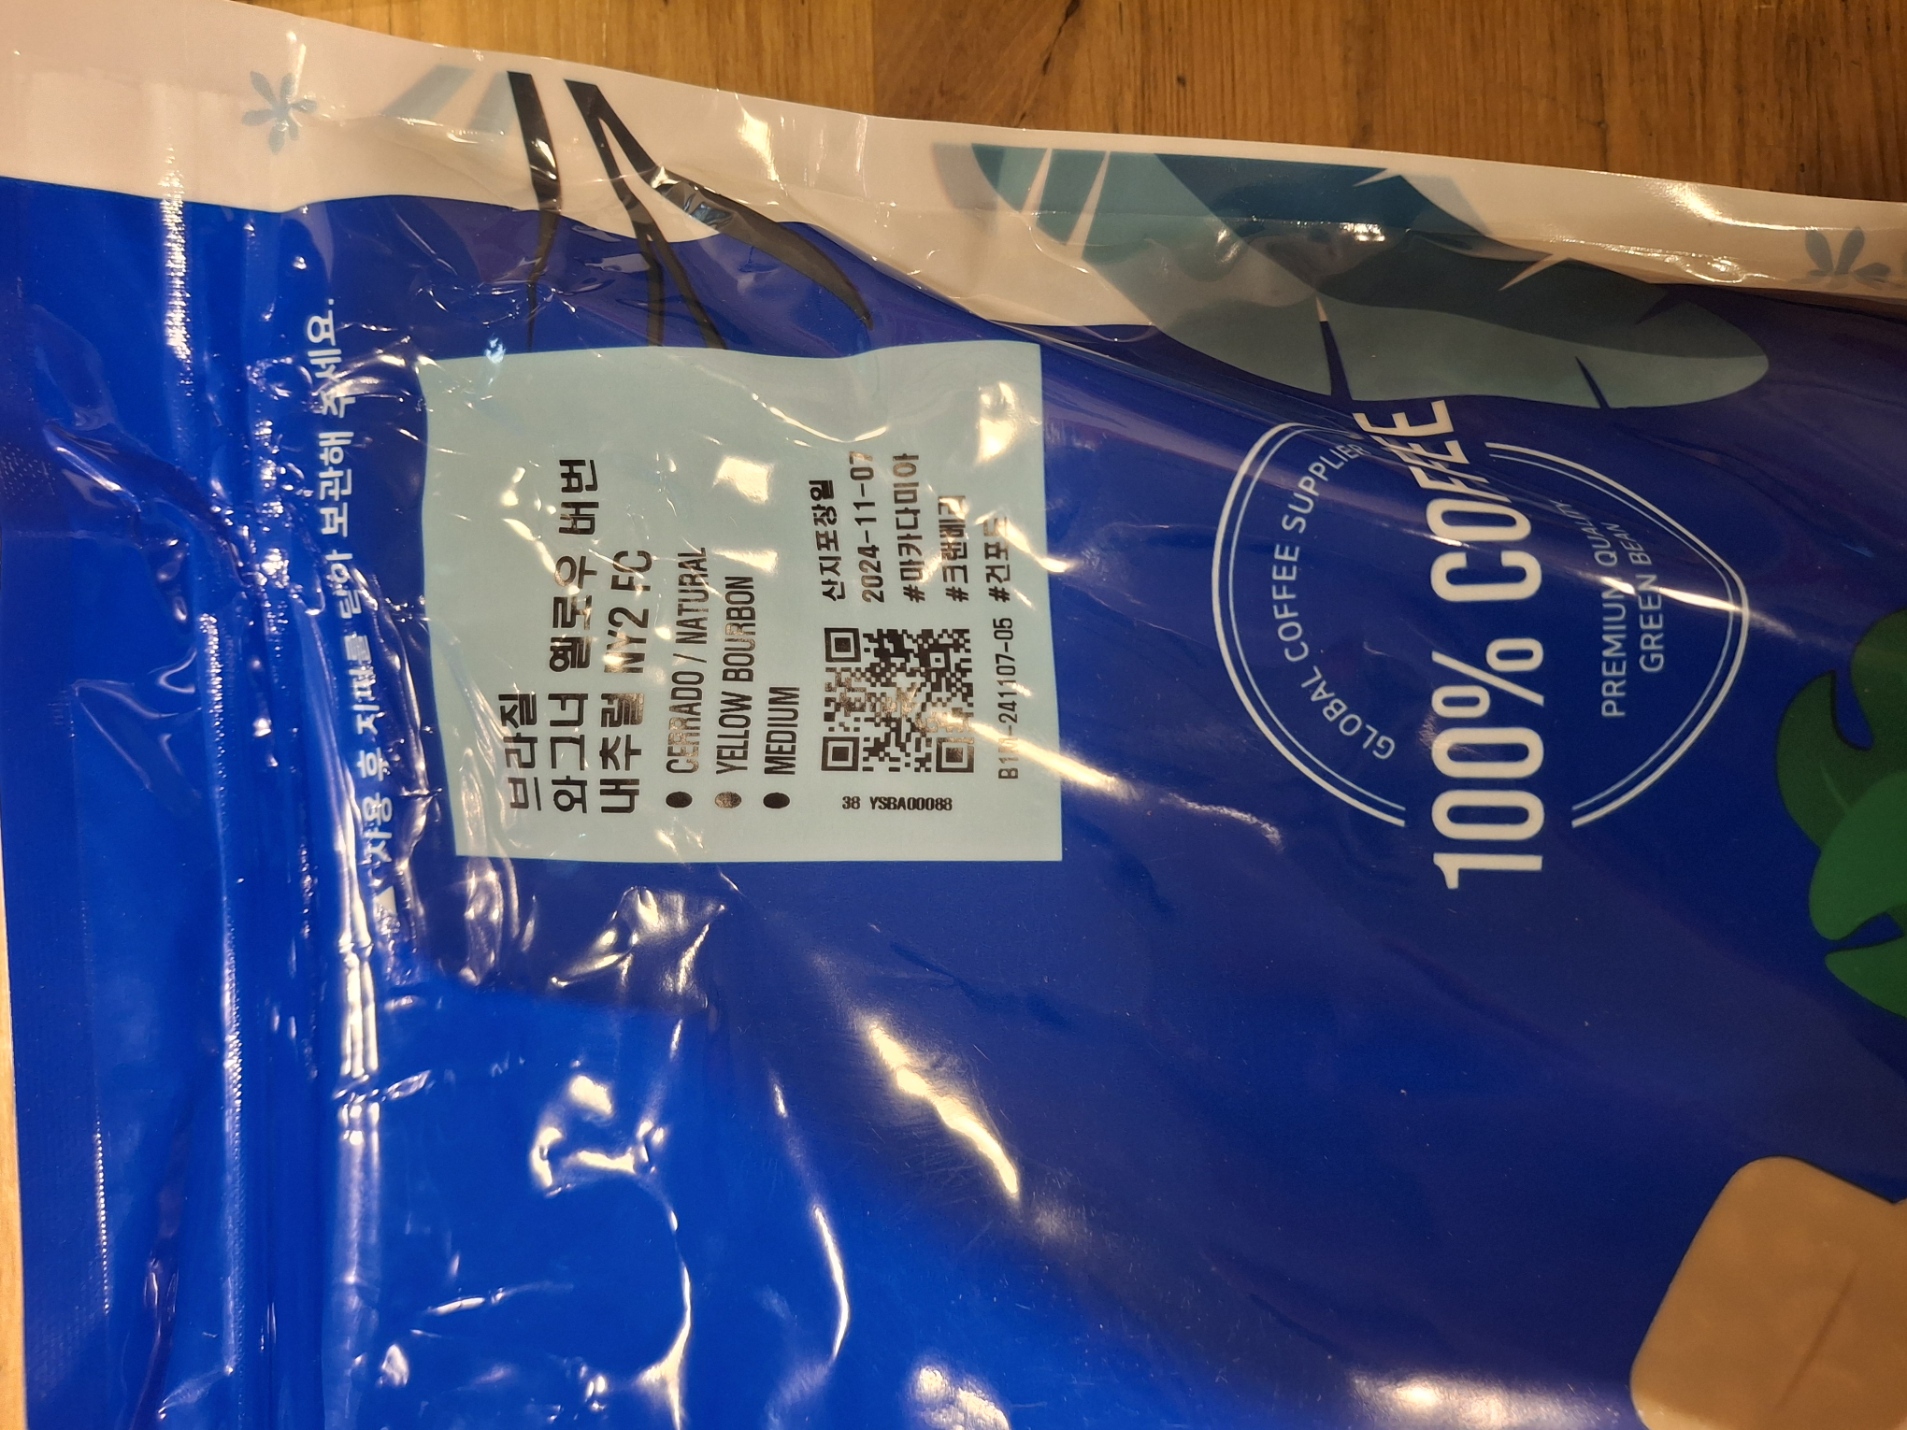 사용 후 지퍼를 닫아 보관해 주세요.
브라질
와그너 옐로우 버번
내추럴 NY2 FC
CERRADO / NATURAL
YELLOW BOURBON
MEDIUM
38 YSBA00088
산지포장일
2024-11-07
#마카다미아
#크랜베리
#건포도
-241107-05
GLOBAL COFFEE SUPPLIER
100% COFFEE
PREMIUM QUALITY
GREEN BEAN